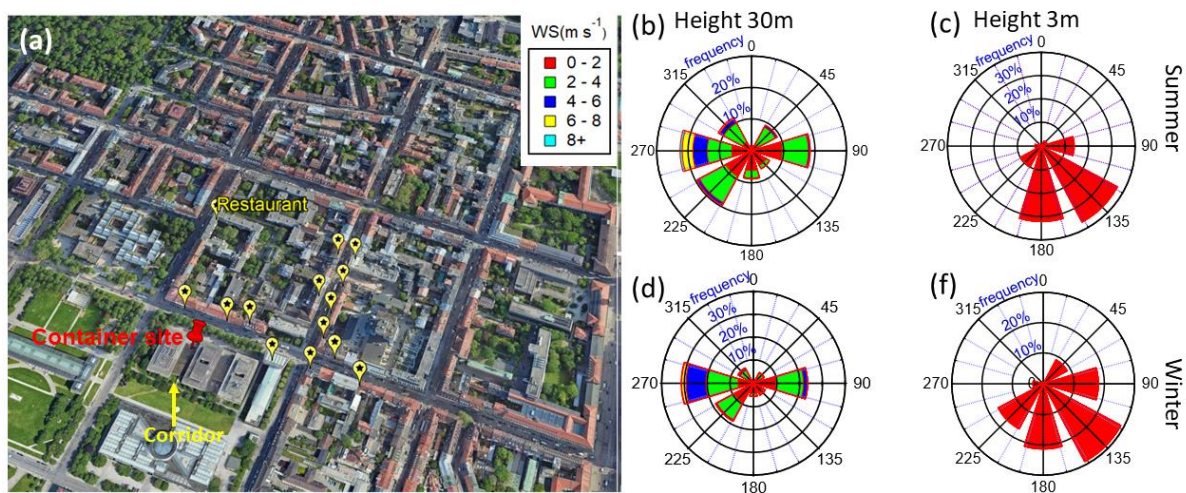 (a)
WS(m s⁻¹)
0 - 2
2 - 4
4 - 6
6 - 8
8+
Restaurant
Container site
Corridor
(b)
Height 30m
0
45
90
135
180
225
270
315
frequency
20%
10%
(c)
Height 3m
0
45
90
135
180
225
270
315
frequency
30%
20%
10%
Summer
(d)
0
45
90
135
180
225
270
315
frequency
30%
20%
10%
(f)
0
45
90
135
180
225
270
315
frequency
20%
10%
0
Winter